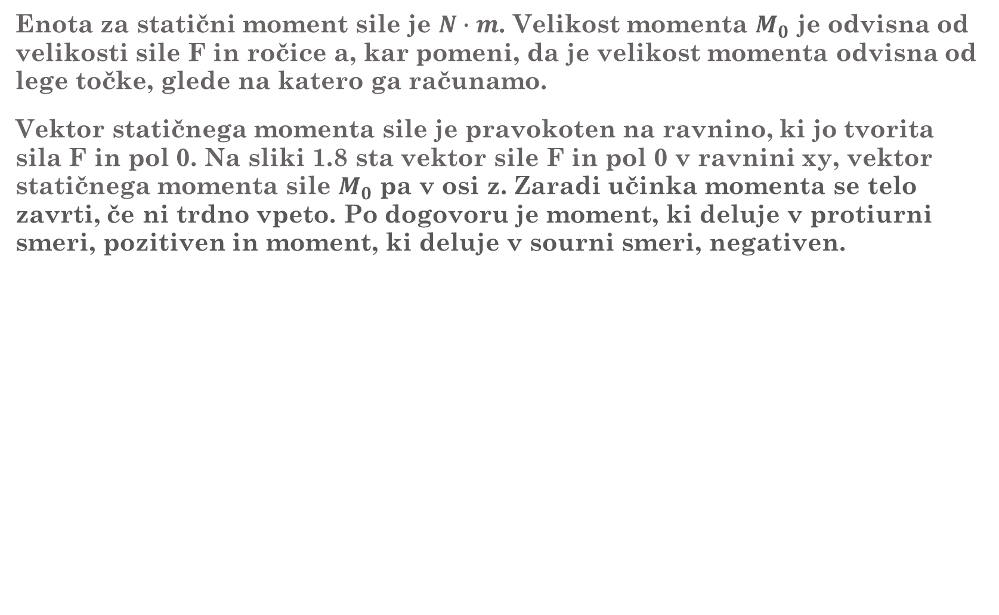 Enota za statični moment sile je N · m. Velikost momenta M₀ je odvisna od
velikosti sile F in ročice a, kar pomeni, da je velikost momenta odvisna od
lege točke, glede na katero ga računamo.
Vektor statičnega momenta sile je pravokoten na ravnino, ki jo tvorita
sila F in pol 0. Na sliki 1.8 sta vektor sile F in pol 0 v ravnini xy, vektor
statičnega momenta sile M₀ pa v osi z. Zaradi učinka momenta se telo
zavrti, če ni trdno vpeto. Po dogovoru je moment, ki deluje v protiurni
smeri, pozitiven in moment, ki deluje v sourni smeri, negativen.